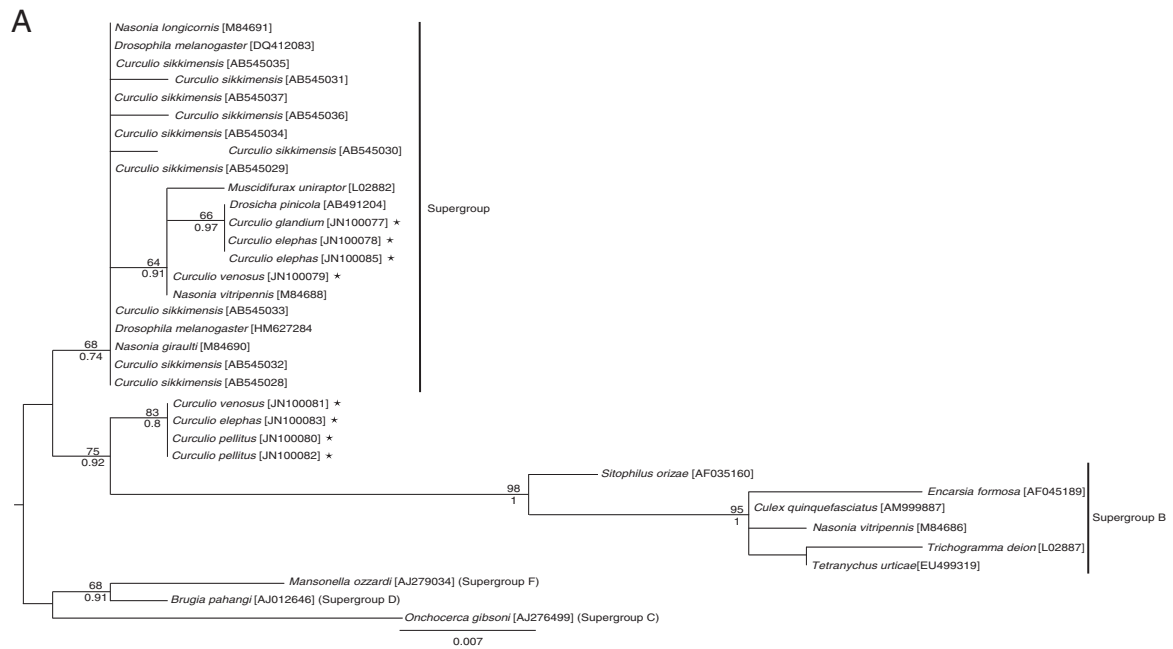 A
Nasonia longicornis [M84691]
Drosophila melanogaster [DQ412083]
Curculio sikkimensis [AB545035]
Curculio sikkimensis [AB545031]
Curculio sikkimensis [AB545037]
Curculio sikkimensis [AB545036]
Curculio sikkimensis [AB545034]
Curculio sikkimensis [AB545030]
Curculio sikkimensis [AB545029]
Muscidifurax uniraptor [L02882]
Drosicha pinicola [AB491204]
Supergroup
66
0.97
Curculio glandium [JN100077] ★
Curculio elephas [JN100078] ★
Curculio elephas [JN100085] ★
64
0.91
Curculio venosus [JN100079] ★
Nasonia vitripennis [M84688]
Curculio sikkimensis [AB545033]
Drosophila melanogaster [HM627284
68
0.74
Nasonia giraulti [M84690]
Curculio sikkimensis [AB545032]
Curculio sikkimensis [AB545028]
Curculio venosus [JN100081] ★
83
0.8
Curculio elephas [JN100083] ★
Curculio pellitus [JN100080] ★
75
0.92
Curculio pellitus [JN100082] ★
Sitophilus orizae [AF035160]
98
1
Encarsia formosa [AF045189]
95
1
Culex quinquefasciatus [AM999887]
Supergroup B
Nasonia vitripennis [M84686]
Trichogramma deion [L02887]
Tetranychus urticae[EU499319]
68
0.91
Mansonella ozzardi [AJ279034] (Supergroup F)
Brugia pahangi [AJ012646] (Supergroup D)
Onchocerca gibsoni [AJ276499] (Supergroup C)
0.007